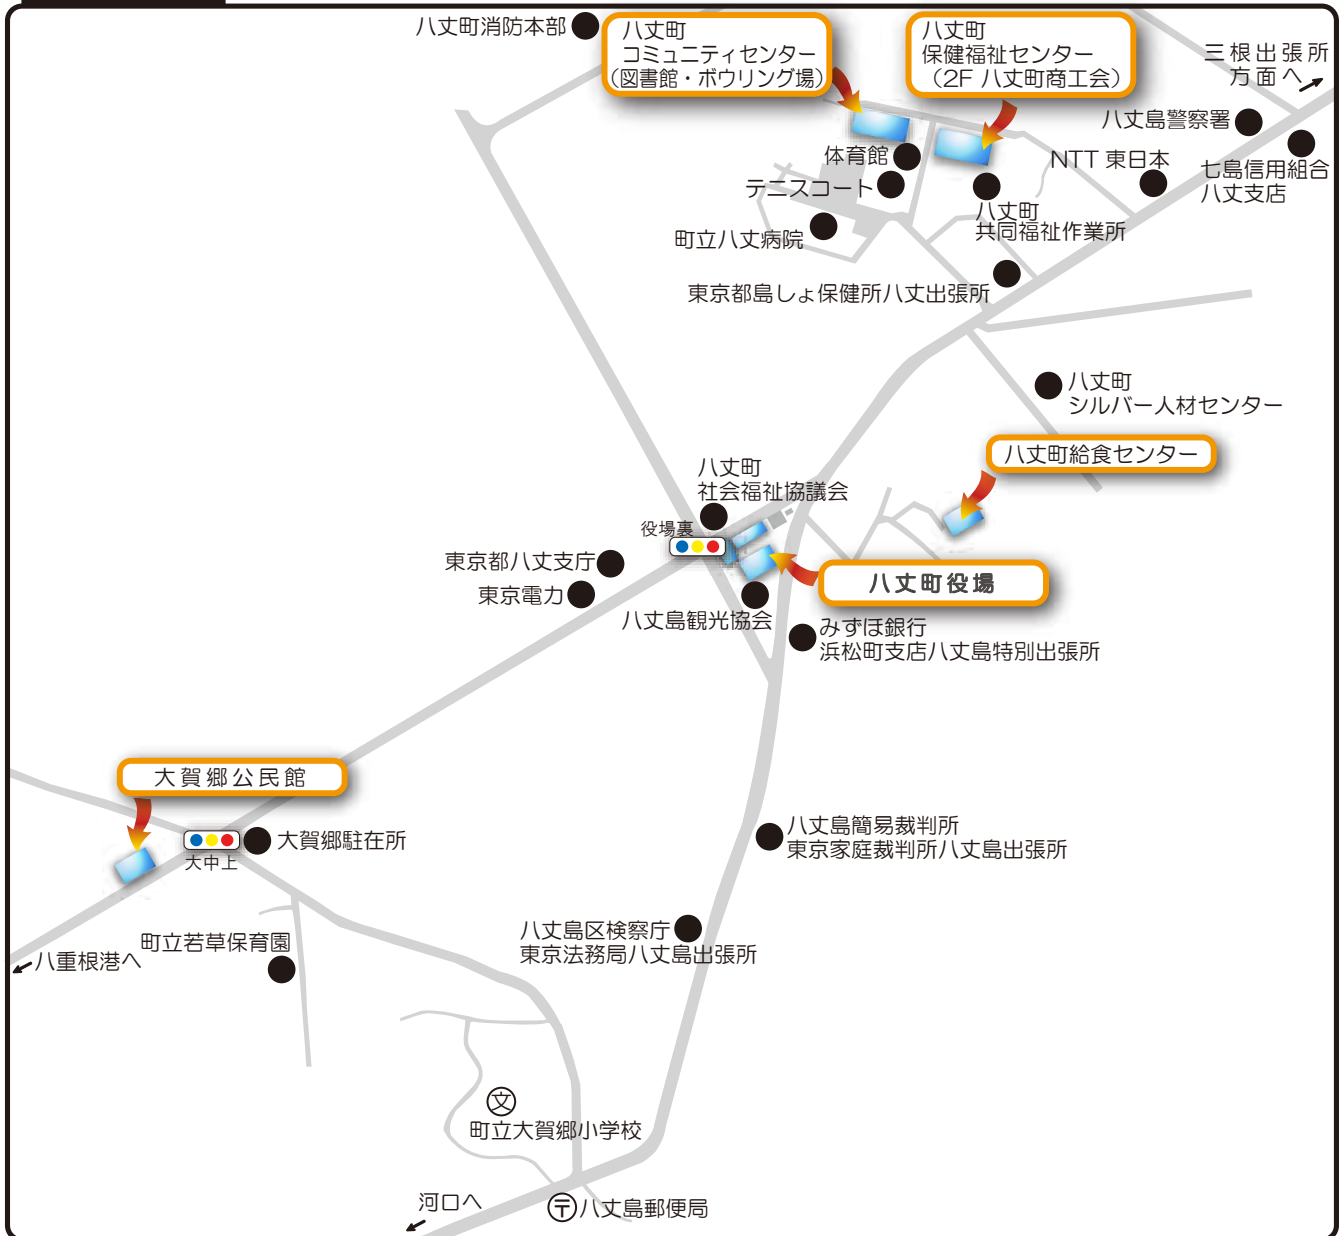 八丈町消防本部
八丈町
コミュニティセンター
(図書館・ボウリング場)
八丈町
保健福祉センター
(2F 八丈町商工会)
三根出張所
方面へ
八丈島警察署
七島信用組合
八丈支店
NTT 東日本
体育館
テニスコート
町立八丈病院
八丈町
共同福祉作業所
東京都島しょ保健所八丈出張所
八丈町
シルバー人材センター
八丈町給食センター
八丈町
社会福祉協議会
役場裏
東京都八丈支庁
東京電力
八丈町役場
八丈島観光協会
みずほ銀行
浜松町支店八丈島特別出張所
大賀郷公民館
大賀郷駐在所
大中上
八丈島簡易裁判所
東京家庭裁判所八丈島出張所
八丈島区検察庁
東京法務局八丈島出張所
町立若草保育園
八重根港へ
文
町立大賀郷小学校
河口へ
〒八丈島郵便局